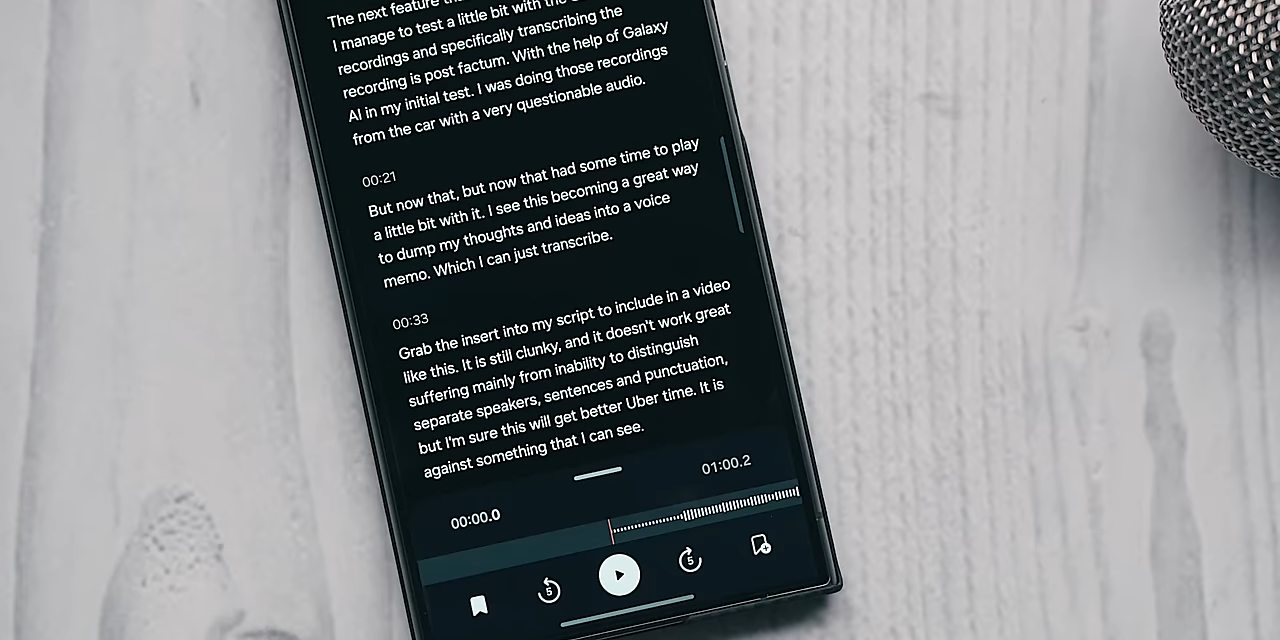 The next feature
I manage to test a little bit with the
recordings and specifically transcribing the
recording is post factum. With the help of Galaxy
AI in my initial test. I was doing those recordings
from the car with a very questionable audio.
00:21
But now that, but now that had some time to play
a little bit with it. I see this becoming a great way
to dump my thoughts and ideas into a voice
memo. Which I can just transcribe.
00:33
Grab the insert into my script to include in a video
like this. It is still clunky, and it doesn't work great
suffering mainly from inability to distinguish
separate speakers, sentences and punctuation,
but I'm sure this will get better Uber time. It is
against something that I can see.
00:00.0
01:00.2
5
5